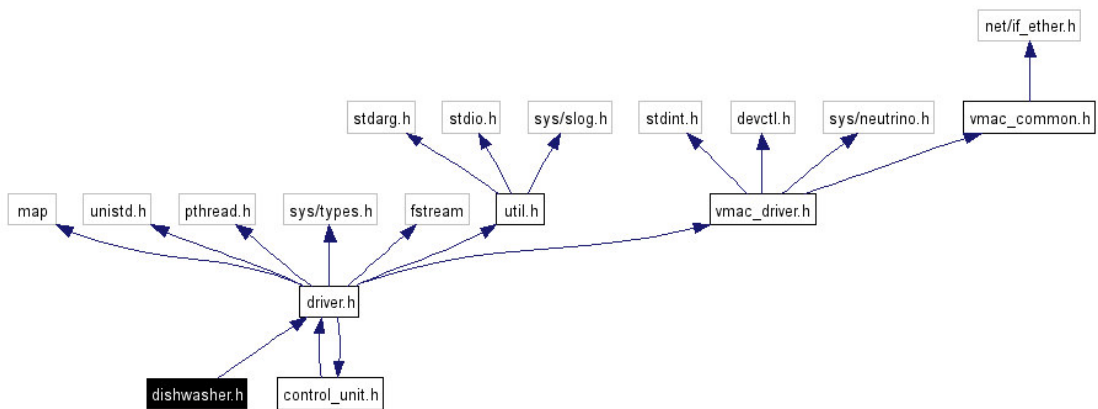 net/if_ether.h
stdarg.h
stdio.h
sys/slog.h
stdint.h
devctl.h
sys/neutrino.h
vmac_common.h
map
unistd.h
pthread.h
sys/types.h
fstream
util.h
vmac_driver.h
driver.h
dishwasher.h
control_unit.h